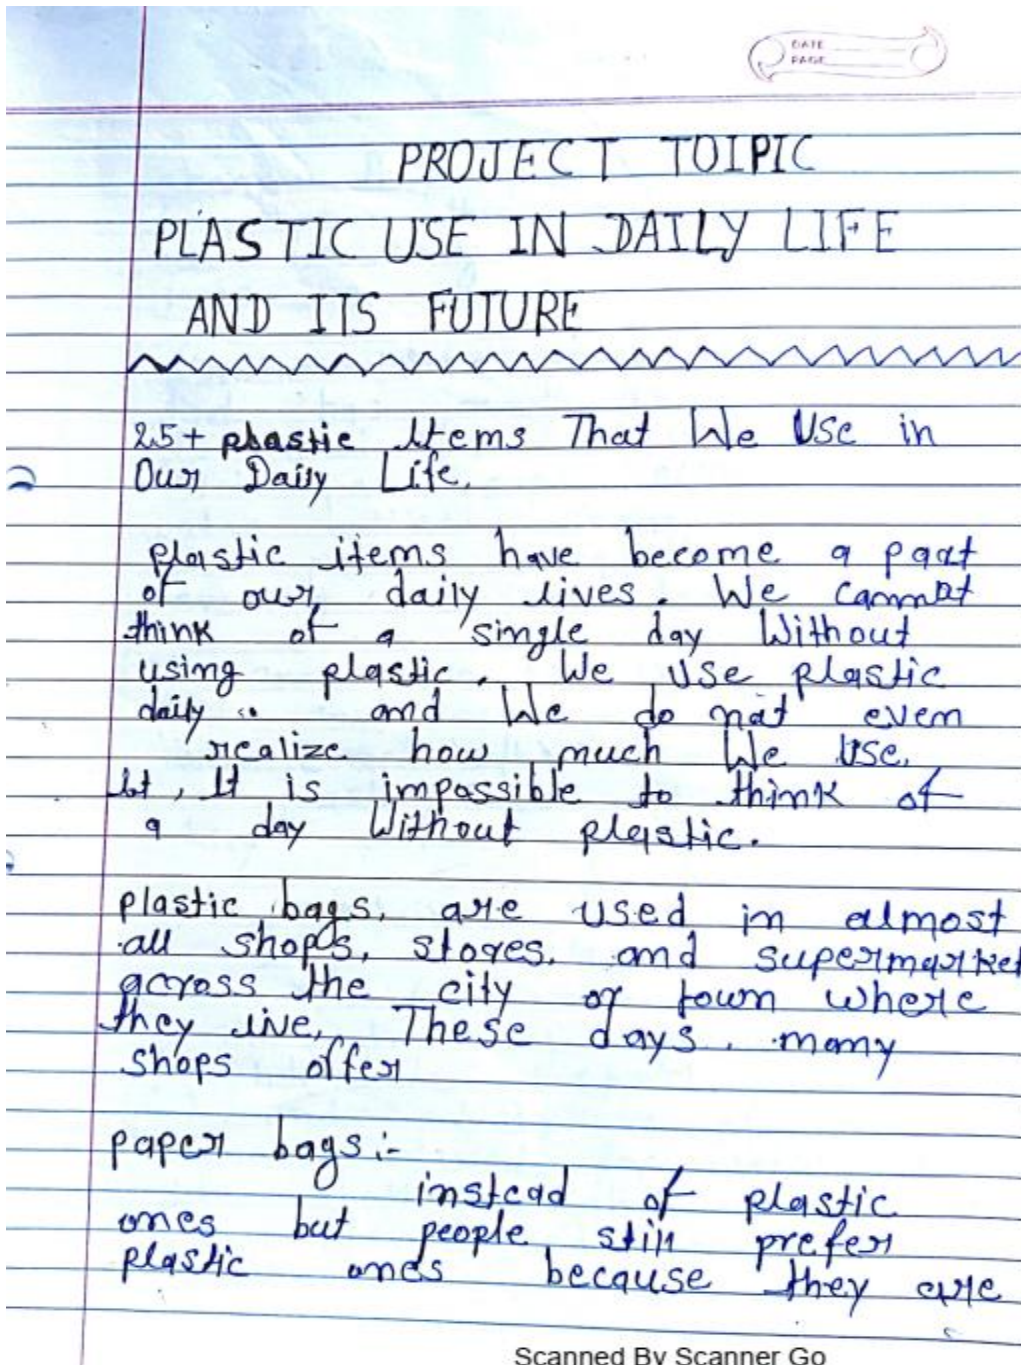 DATE
PAGE
PROJECT TOIPIC
PLASTIC USE IN DAILY LIFE
AND ITS FUTURE
25+ plastic Items That We Use in
Our Daily Life.
plastic items have become a part
of our daily lives. We cannot
think of a single day Without
using plastic. We use plastic
daily .. and We do not even
realize how much We use.
It, It is impossible to think of
a day Without plastic.
plastic bags, are used in almost
all shops, stores, and supermarket
across the city or town where
they live, These days. many
shops offer
paper bags:-
instead of plastic
ones but people still prefer
plastic ones because they are
Scanned By Scanner Go